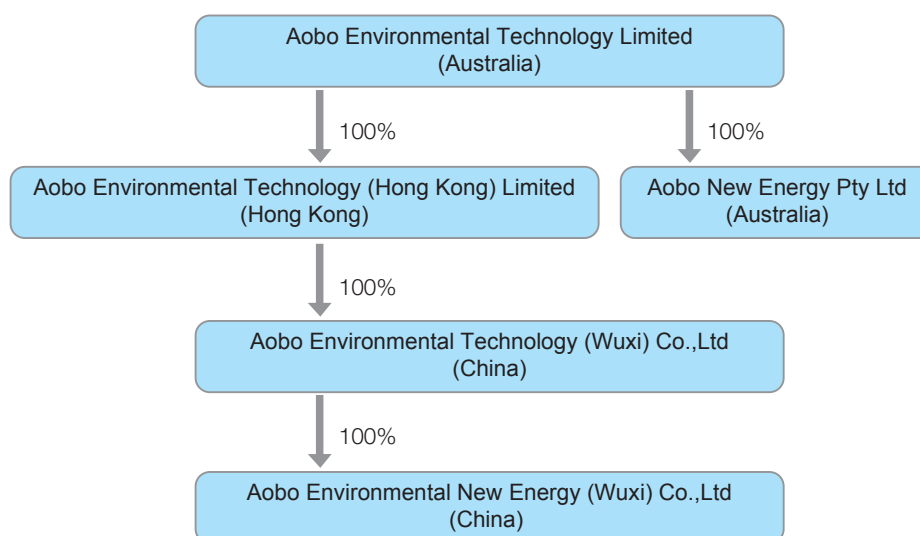 Aobo Environmental Technology Limited
(Australia)
100%
100%
Aobo Environmental Technology (Hong Kong) Limited
(Hong Kong)
Aobo New Energy Pty Ltd
(Australia)
100%
Aobo Environmental Technology (Wuxi) Co.,Ltd
(China)
100%
Aobo Environmental New Energy (Wuxi) Co.,Ltd
(China)